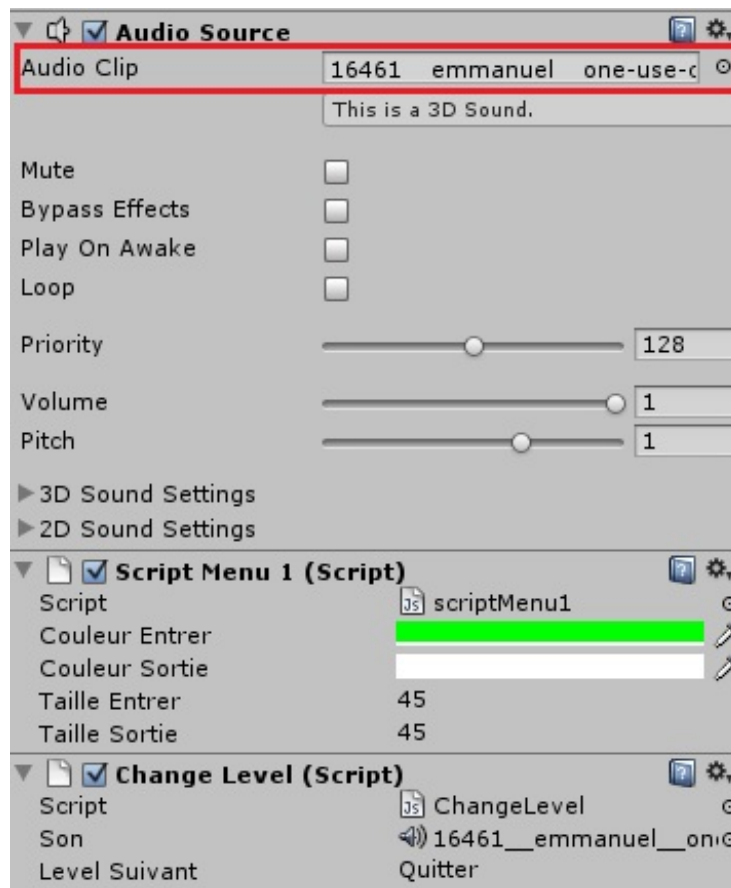 Audio Source
Audio Clip 16461 emmanuel one-use-c
This is a 3D Sound.
Mute
Bypass Effects
Play On Awake
Loop
Priority 128
Volume 1
Pitch 1
3D Sound Settings
2D Sound Settings
Script Menu 1 (Script)
Script Js scriptMenu1
Couleur Entrer
Couleur Sortie
Taille Entrer 45
Taille Sortie 45
Change Level (Script)
Script Js ChangeLevel
Son 16461__emmanuel__on
Level Suivant Quitter